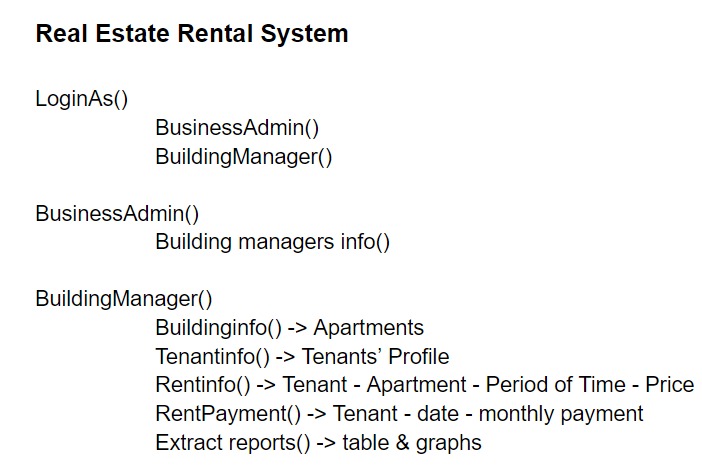 Real Estate Rental System
LoginAs()
BusinessAdmin()
BuildingManager()
BusinessAdmin()
Building managers info()
BuildingManager()
Buildinginfo() -> Apartments
Tenantinfo() -> Tenants’ Profile
Rentinfo() -> Tenant - Apartment - Period of Time - Price
RentPayment() -> Tenant - date - monthly payment
Extract reports() -> table & graphs